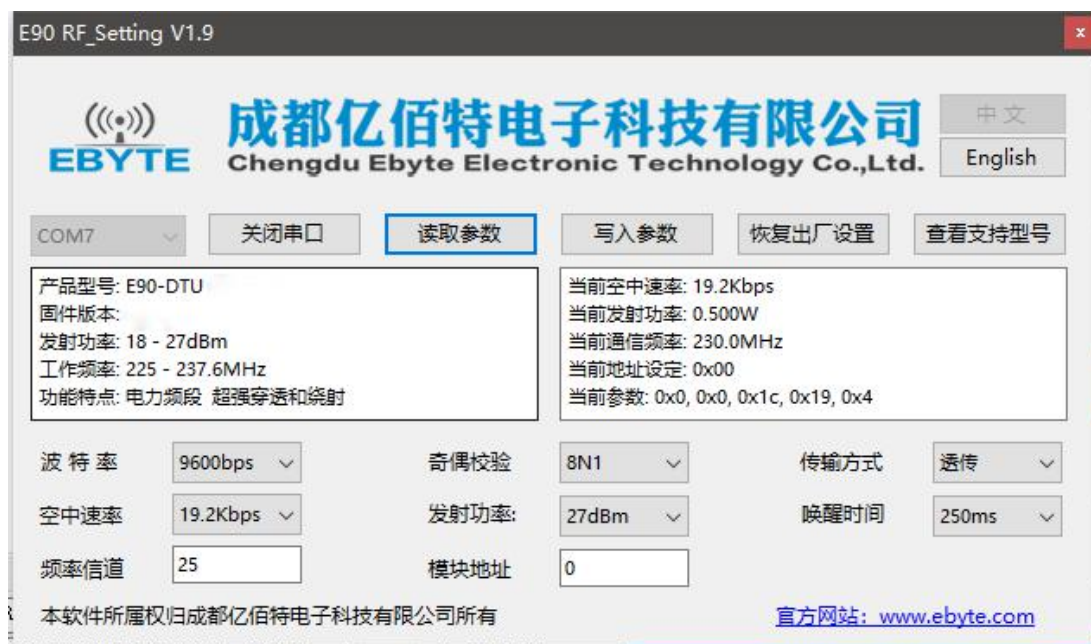 E90 RF_Setting V1.9
x
EBYTE
成都亿佰特电子科技有限公司
Chengdu Ebyte Electronic Technology Co.,Ltd.
中文
English
COM7
关闭串口
读取参数
写入参数
恢复出厂设置
查看支持型号
产品型号: E90-DTU
固件版本:
发射功率: 18 - 27dBm
工作频率: 225 - 237.6MHz
功能特点: 电力频段 超强穿透和绕射
当前空中速率: 19.2Kbps
当前发射功率: 0.500W
当前通信频率: 230.0MHz
当前地址设定: 0x00
当前参数: 0x0, 0x0, 0x1c, 0x19, 0x4
波 特 率 9600bps
奇偶校验 8N1
传输方式 透传
空中速率 19.2Kbps
发射功率: 27dBm
唤醒时间 250ms
频率信道 25
模块地址 0
本软件所属权归成都亿佰特电子科技有限公司所有
官方网站：www.ebyte.com